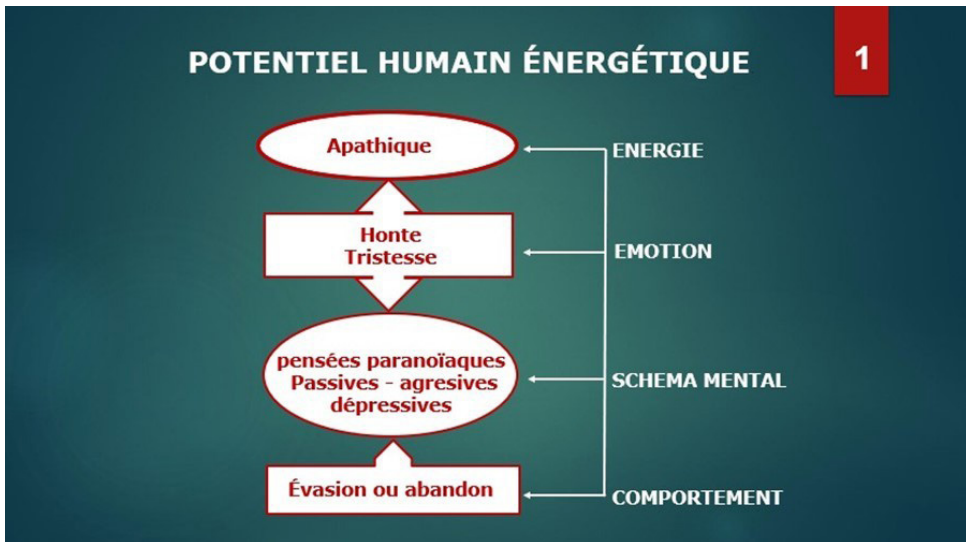 POTENTIEL HUMAIN ÉNERGÉTIQUE
1
Apathique
ENERGIE
Honte
Tristesse
EMOTION
pensées paranoïaques
Passives - agresives
dépressives
SCHEMA MENTAL
Évasion ou abandon
COMPORTEMENT